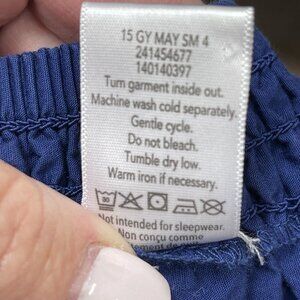 15 GY MAY SM 4
241454677
140140397
Turn garment inside out.
Machine wash cold separately.
Gentle cycle.
Do not bleach.
Tumble dry low.
Warm iron if necessary.
Not intended for sleepwear.
Non conçu comme